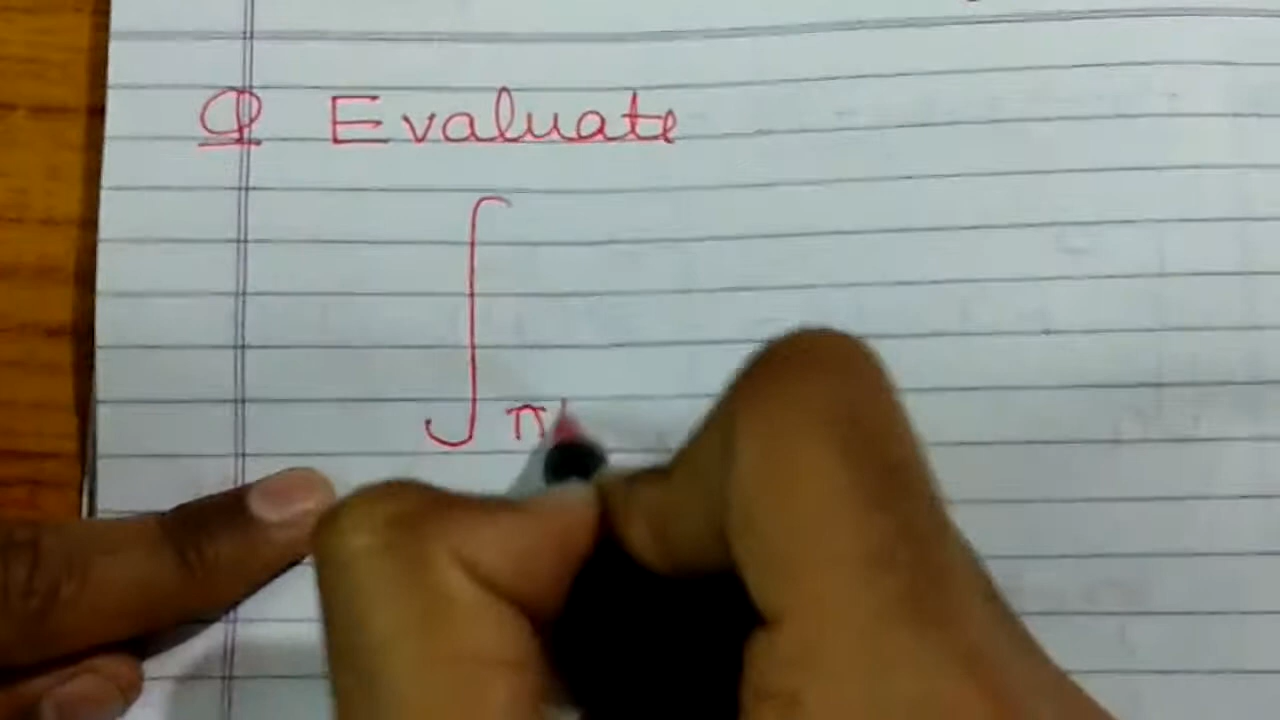 Q Evaluate
∫ π